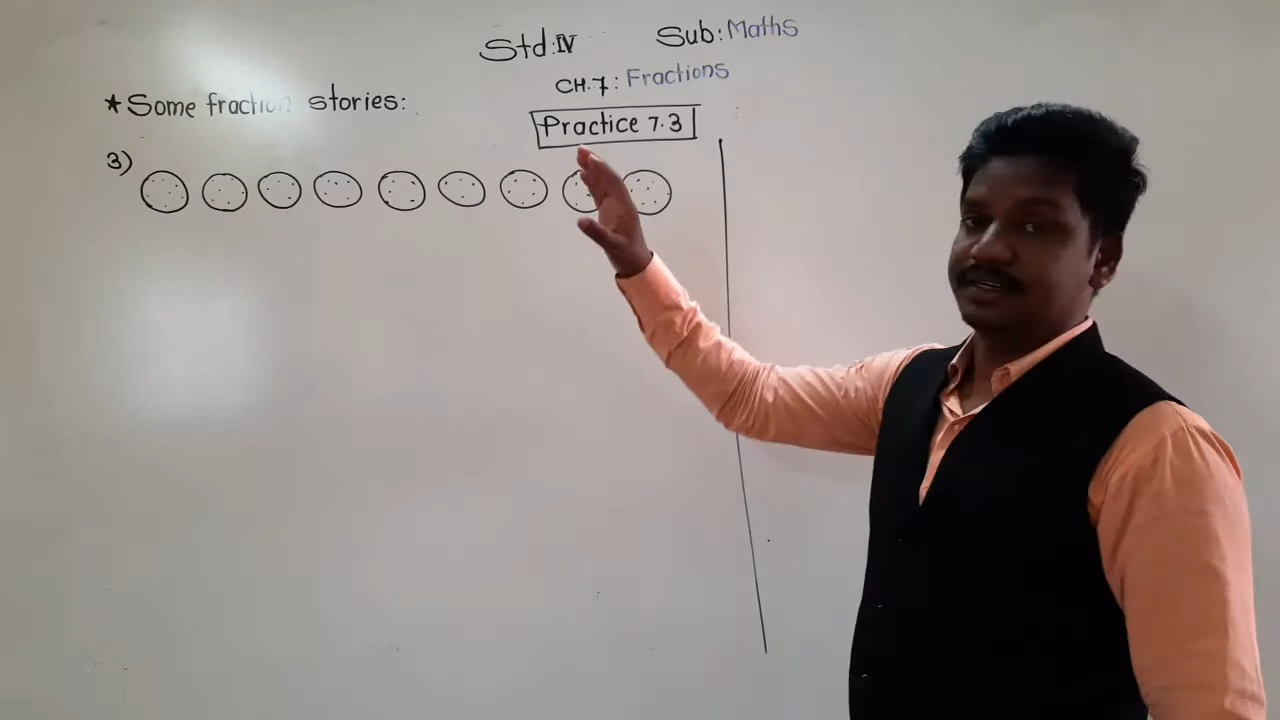 Std: IV Sub: Maths
CH.7: Fractions
* Some fraction stories:
Practice 7.3
3)